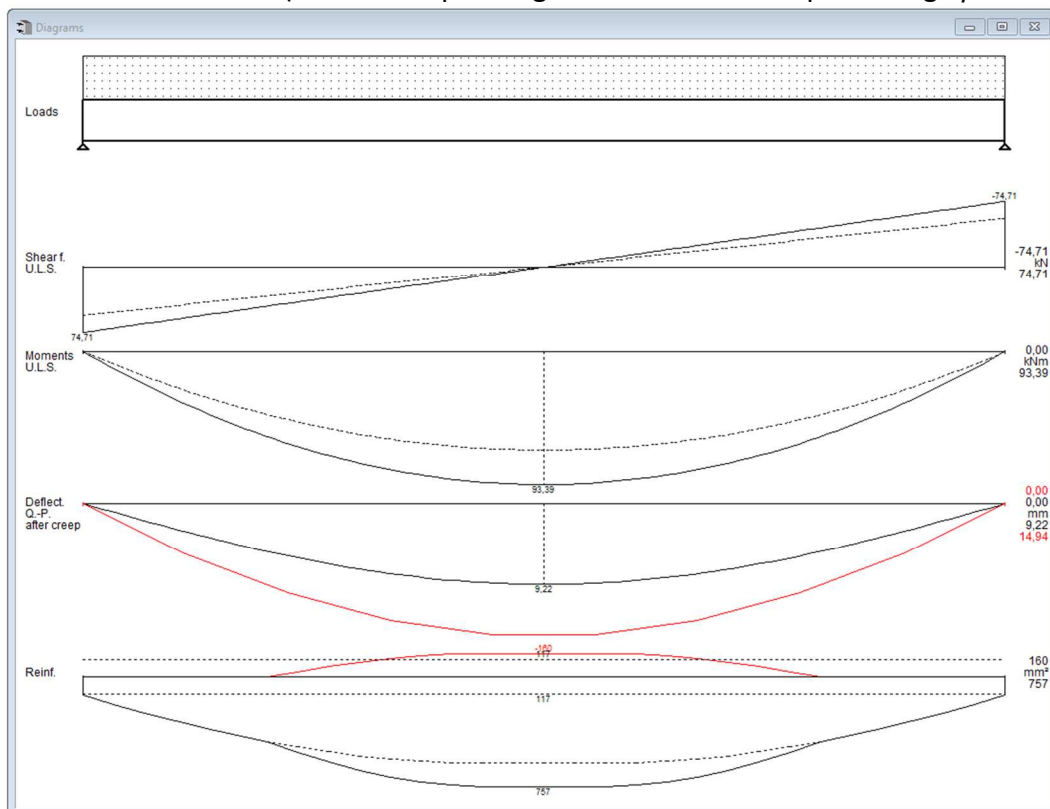 Diagrams
Loads
-74,71
Shear f.
U.L.S.
-74,71
kN
74,71
74,71
Moments
U.L.S.
0,00
kNm
93,39
93,39
Deflect.
Q.-P.
after creep
0,00
0,00
mm
9,22
14,94
9,22
-160
117
Reinf.
160
mm²
757
117
757